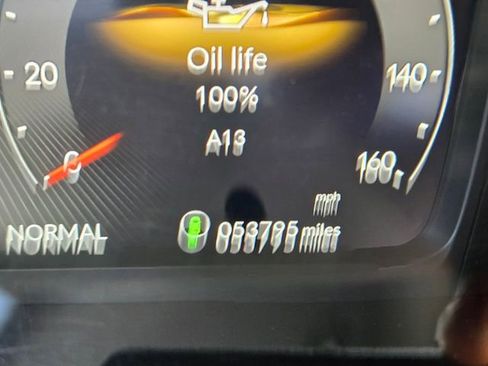 Oil life
20
140
100%
A13
0
160
mph
NORMAL
053795 miles